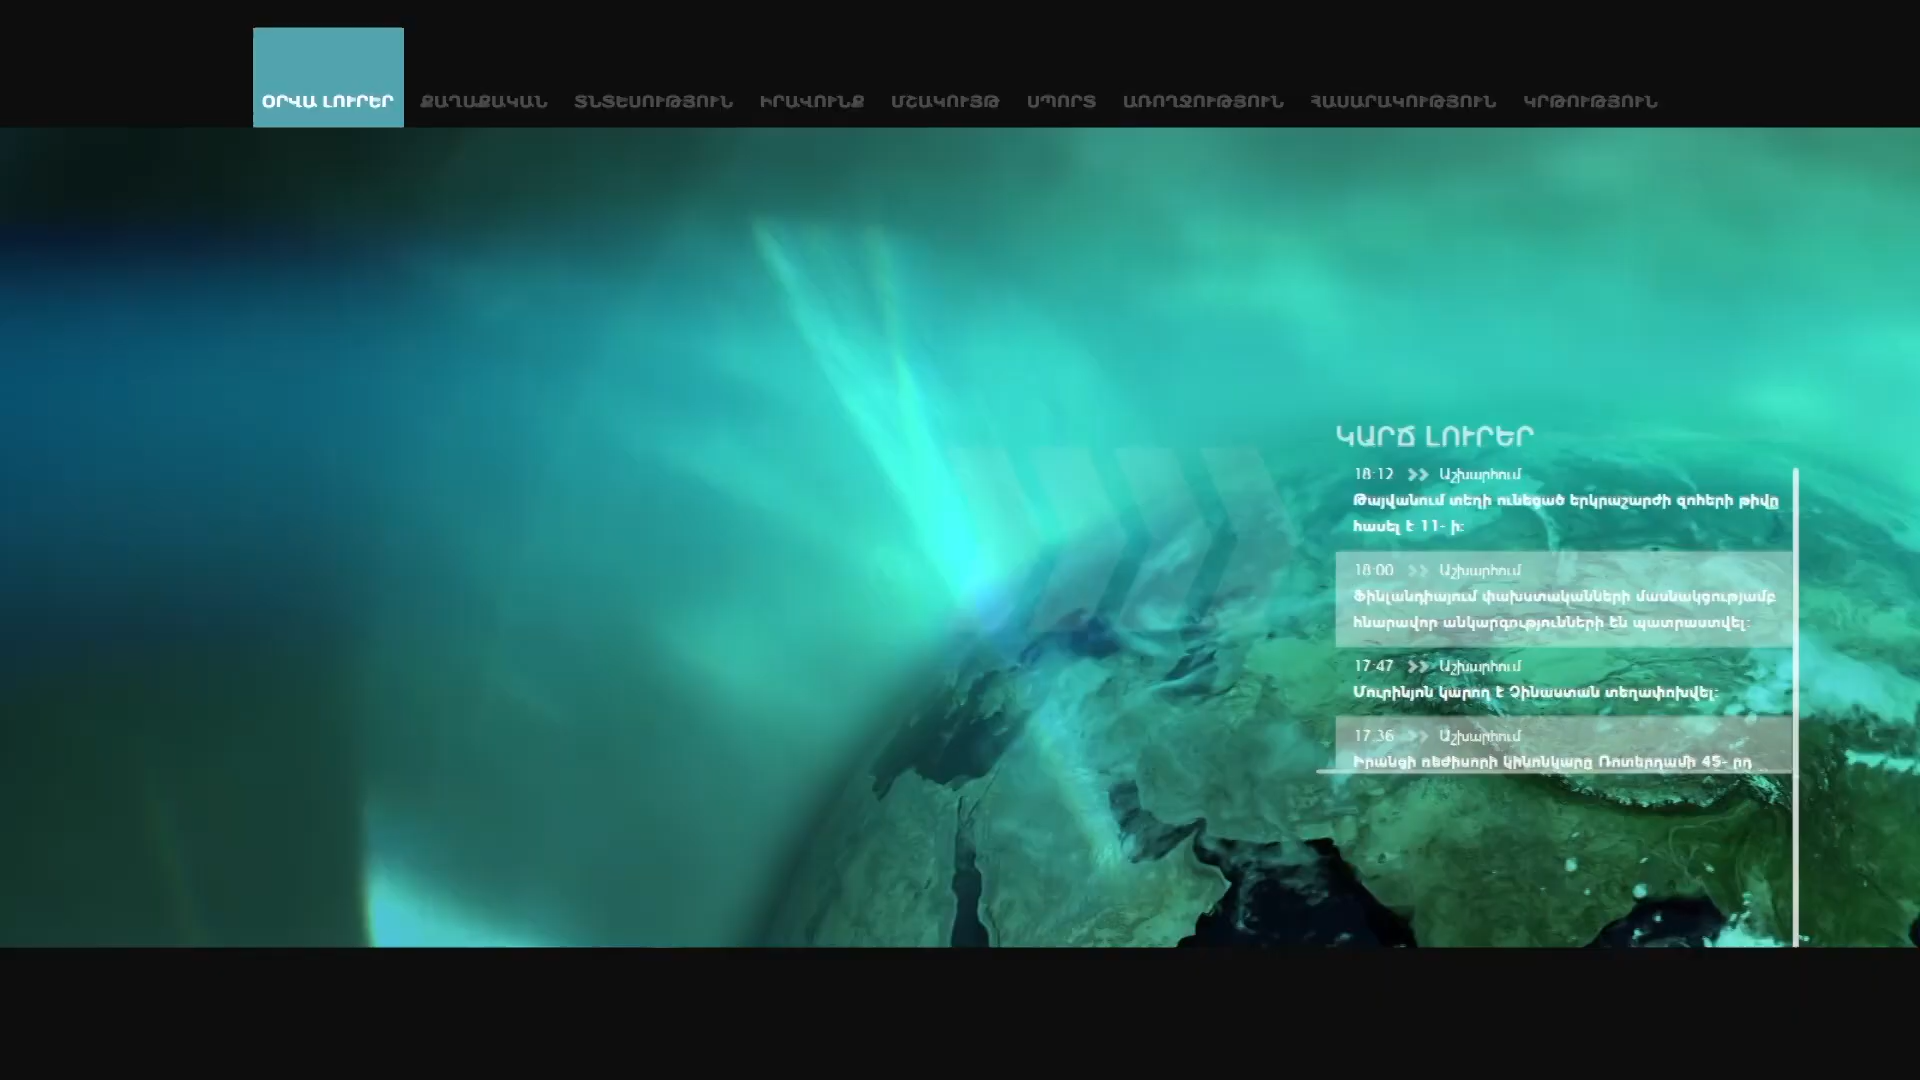 ՕՐՎԱ ԼՈՒՐԵՐ ՔԱՂԱՔԱԿԱՆ ՏՆՏԵՍՈՒԹՅՈՒՆ ԻՐԱՎՈՒՆՔ ՄՇԱԿՈՒՅԹ ՍՊՈՐՏ ԱՌՈՂՋՈՒԹՅՈՒՆ ՀԱՍԱՐԱԿՈՒԹՅՈՒՆ ԿՐԹՈՒԹՅՈՒՆ
ԿԱՐՃ ԼՈՒՐԵՐ
18:12 >> Աշխարհում
Թայվանում տեղի ունեցած երկրաշարժի զոհերի թիվը
հասել է 11- ի:
18:00 >> Աշխարհում
Ֆինլանդիայում փախստականների մասնակցությամբ
հնարավոր անկարգությունների են պատրաստվել:
17:47 >> Աշխարհում
Մուրինյոն կարող է Չինաստան տեղափոխվել:
17:36 >> Աշխարհում
Իրանցի ռեժիսորի կինոնկարը Ռոտերդամի 45- րդ